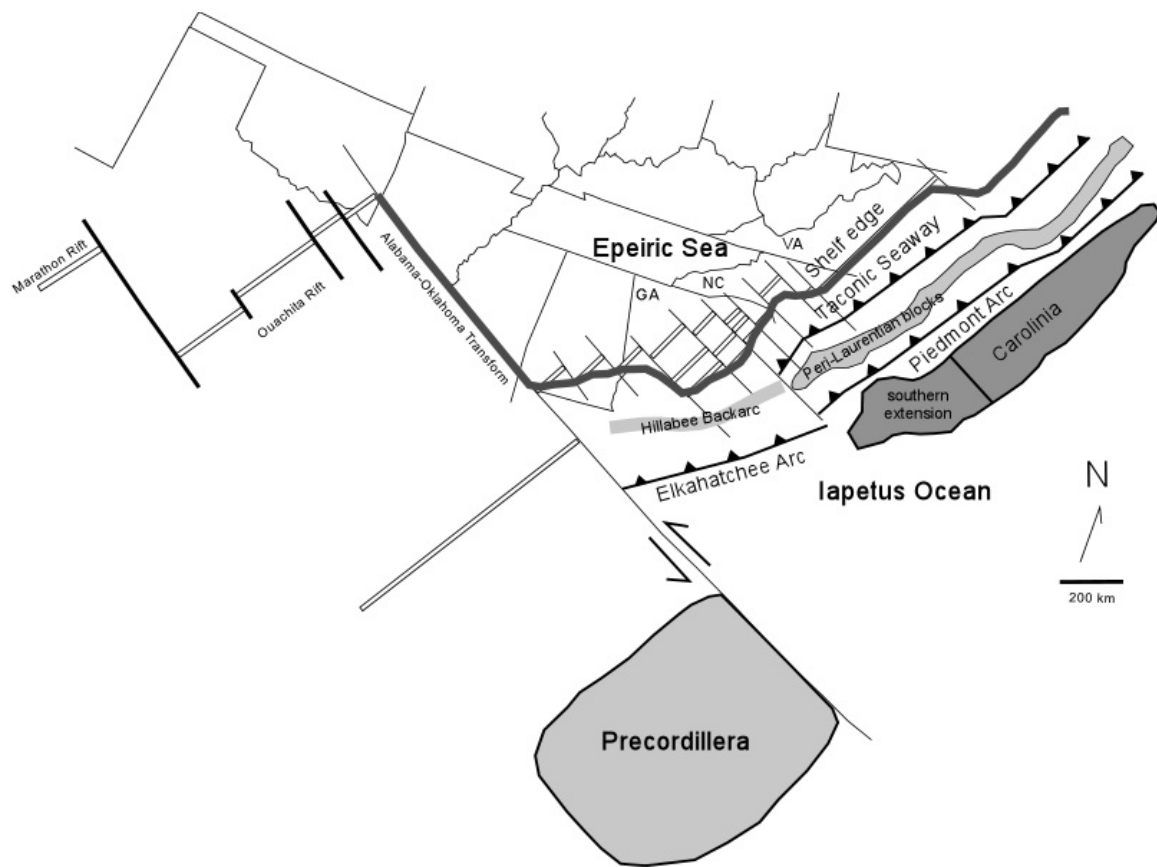 Epeiric Sea
VA
NC
GA
Shelf edge
Taconic Seaway
Marathon Rift
Ouachita Rift
Alabama-Oklahoma Transform
Peri-Laurentian blocks
Piedmont Arc
Carolinia
southern
extension
Hillabee Backarc
Elkahatchee Arc
Iapetus Ocean
N
200 km
Precordillera